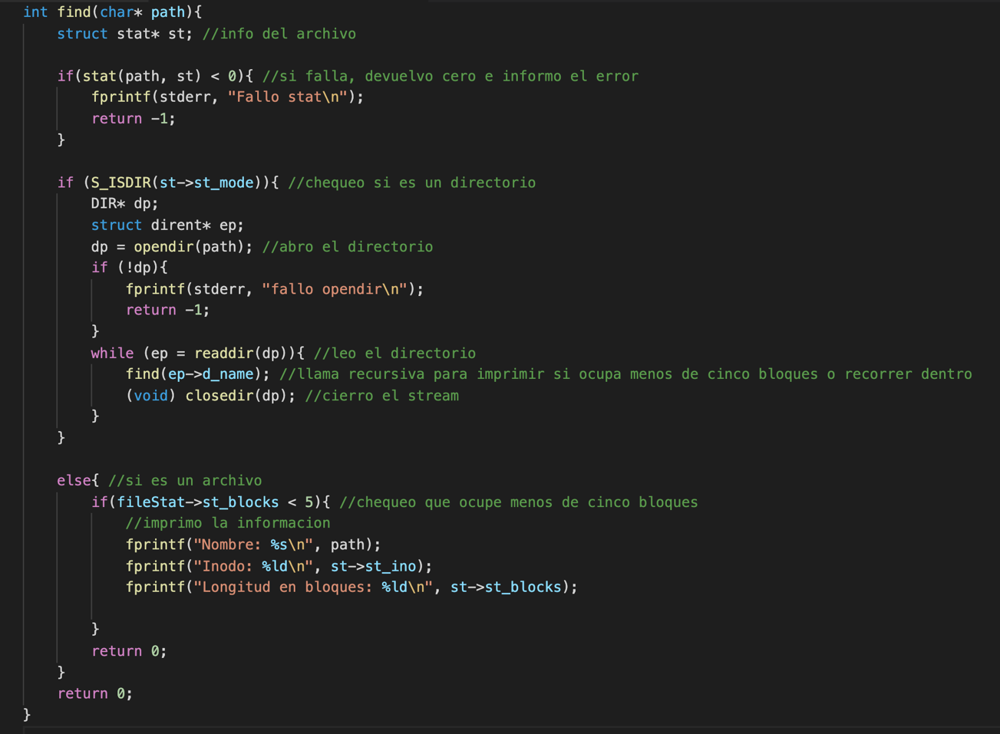 int find(char* path){
    struct stat* st; //info del archivo

    if(stat(path, st) < 0){ //si falla, devuelvo cero e informo el error
        fprintf(stderr, "Fallo stat\n");
        return -1;
    }

    if (S_ISDIR(st->st_mode)){ //chequeo si es un directorio
        DIR* dp;
        struct dirent* ep;
        dp = opendir(path); //abro el directorio
        if (!dp){
            fprintf(stderr, "fallo opendir\n");
            return -1;
        }
        while (ep = readdir(dp)){ //leo el directorio
            find(ep->d_name); //llama recursiva para imprimir si ocupa menos de cinco bloques o recorrer dentro
            (void) closedir(dp); //cierro el stream
        }
    }

    else{ //si es un archivo
        if(fileStat->st_blocks < 5){ //chequeo que ocupe menos de cinco bloques
            //imprimo la informacion
            fprintf("Nombre: %s\n", path);
            fprintf("Inodo: %ld\n", st->st_ino);
            fprintf("Longitud en bloques: %ld\n", st->st_blocks);

        }
        return 0;
    }
    return 0;
}